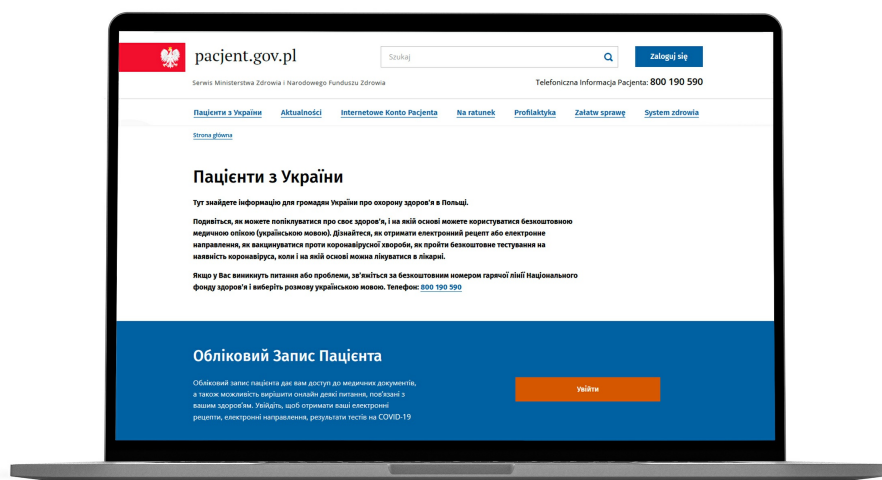 pacjent.gov.pl
Szukaj
Zaloguj się
Serwis Ministerstwa Zdrowia i Narodowego Funduszu Zdrowia
Telefoniczna Informacja Pacjenta: 800 190 590
Пацієнти з України
Aktualności
Internetowe Konto Pacjenta
Na ratunek
Profilaktyka
Załatw sprawę
System zdrowia
Strona główna
Пацієнти з України
Тут знайдете інформацію для громадян України про охорону здоров'я в Польщі.
Подивіться, як можете попіклуватися про своє здоров'я, і на якій основі можете користуватися безкоштовною
медичною опікою (українською мовою). Дізнайтеся, як отримати електронний рецепт або електронне
направлення, як вакцинуватися проти коронавірусної хвороби, як пройти безкоштовне тестування на
наявність коронавіруса, коли і на якій основі можна лікуватися в лікарні.
Якщо у Вас виникнуть питання або проблеми, зв'яжіться за безкоштовним номером гарячої лінії Національного
фонду здоров'я і виберіть розмову українською мовою. Телефон: 800 190 590
Обліковий Запис Пацієнта
Обліковий запис пацієнта дає вам доступ до медичних документів,
а також можливість вирішити онлайн деякі питання, пов'язані з
вашим здоров'ям. Увійдіть, щоб отримати ваші електронні
рецепти, електронні направлення, результати тестів на COVID-19
Увійти